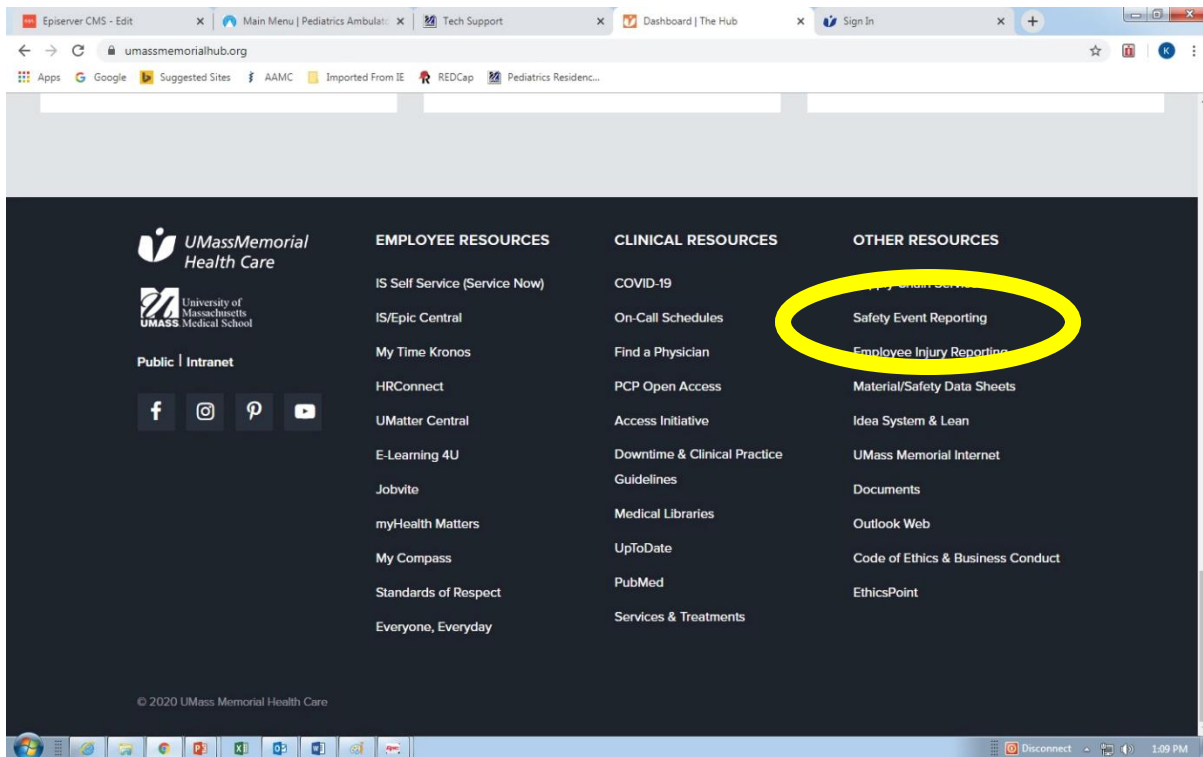 Episerver CMS - Edit
Main Menu | Pediatrics Ambulat
Tech Support
Dashboard | The Hub
Sign In
umassmemorialhub.org
K
Apps
Google
Suggested Sites
AAMC
Imported From IE
REDCap
Pediatrics Residenc...
UMassMemorial
Health Care
University of
Massachusetts
UMASS Medical School
Public | Intranet
EMPLOYEE RESOURCES
IS Self Service (Service Now)
IS/Epic Central
My Time Kronos
HRConnect
UMatter Central
E-Learning 4U
Jobvite
myHealth Matters
My Compass
Standards of Respect
Everyone, Everyday
CLINICAL RESOURCES
COVID-19
On-Call Schedules
Find a Physician
PCP Open Access
Access Initiative
Downtime & Clinical Practice
Guidelines
Medical Libraries
UpToDate
PubMed
Services & Treatments
OTHER RESOURCES
Safety Event Reporting
Employee Injury Reporting
Material/Safety Data Sheets
Idea System & Lean
UMass Memorial Internet
Documents
Outlook Web
Code of Ethics & Business Conduct
EthicsPoint
© 2020 UMass Memorial Health Care
Disconnect
1:09 PM